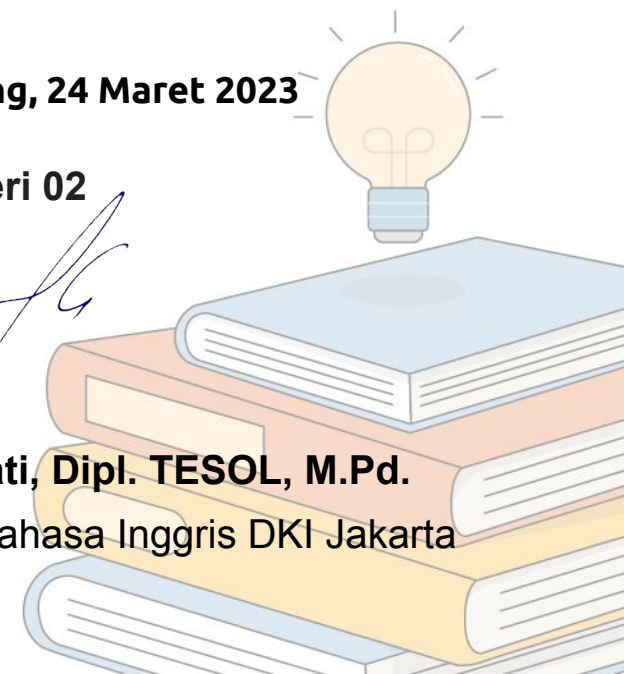 ng, 24 Maret 2023
eri 02
ati, Dipl. TESOL, M.Pd.
ahasa Inggris DKI Jakarta